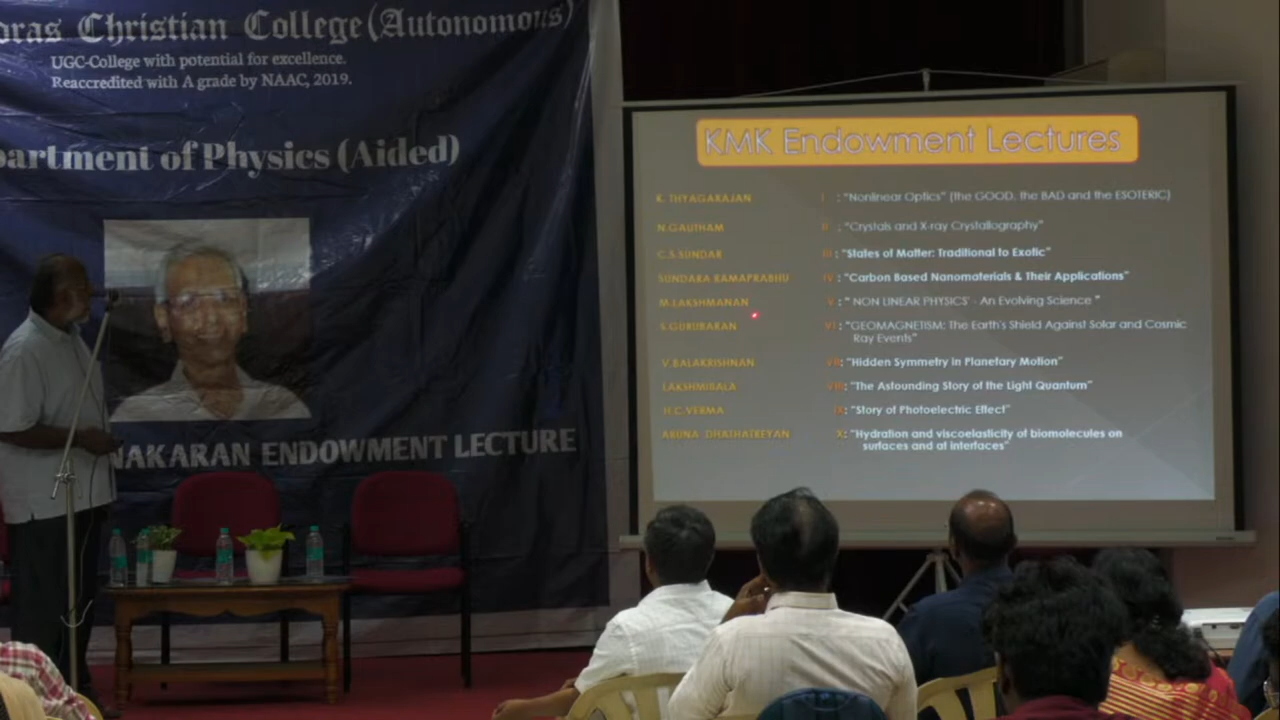 oras Christian College (Autonomous)
UGC-College with potential for excellence.
Reaccredited with A grade by NAAC, 2019.
partment of Physics (Aided)
NAKARAN ENDOWMENT LECTURE
KMK Endowment Lectures
K. THYAGARAJAN I : "Nonlinear Optics" (the GOOD, the BAD and the ESOTERIC)
N.GAUTHAM II : "Crystals and X-ray Crystallography"
C.S.SUNDAR III : "States of Matter: Traditional to Exotic"
SUNDARA RAMAPRABHU IV : "Carbon Based Nanomaterials & Their Applications"
M.LAKSHMANAN V : " NON LINEAR PHYSICS' - An Evolving Science "
S.GURUBARAN VI : "GEOMAGNETISM: The Earth's Shield Against Solar and Cosmic
Ray Events"
V.BALAKRISHNAN VII: "Hidden Symmetry in Planetary Motion"
LAKSHMIBALA VIII: "The Astounding Story of the Light Quantum"
H.C.VERMA IX: "Story of Photoelectric Effect"
ARUNA DHATHATREYAN X: "Hydration and viscoelasticity of biomolecules on
surfaces and at interfaces"